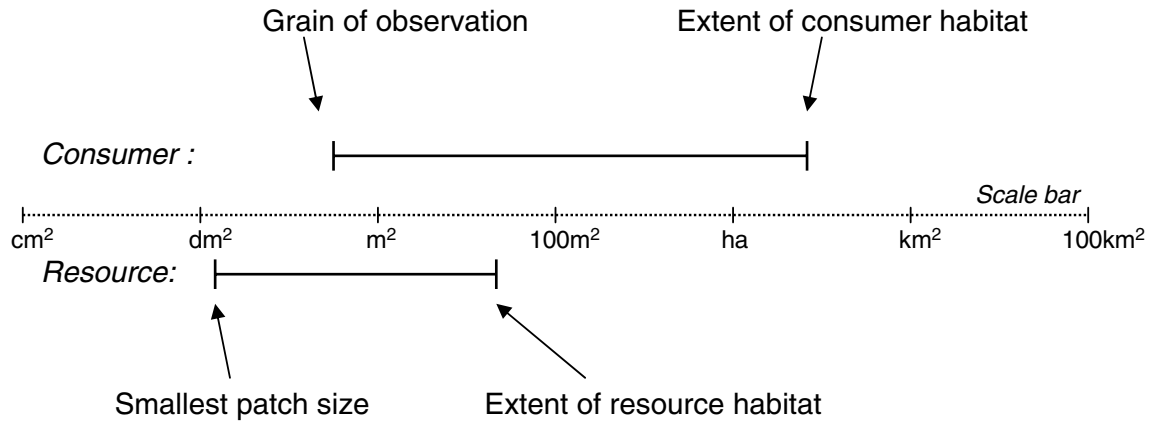 Grain of observation
Extent of consumer habitat
Consumer :
Scale bar
cm² dm² m² 100m² ha km² 100km²
Resource:
Smallest patch size
Extent of resource habitat